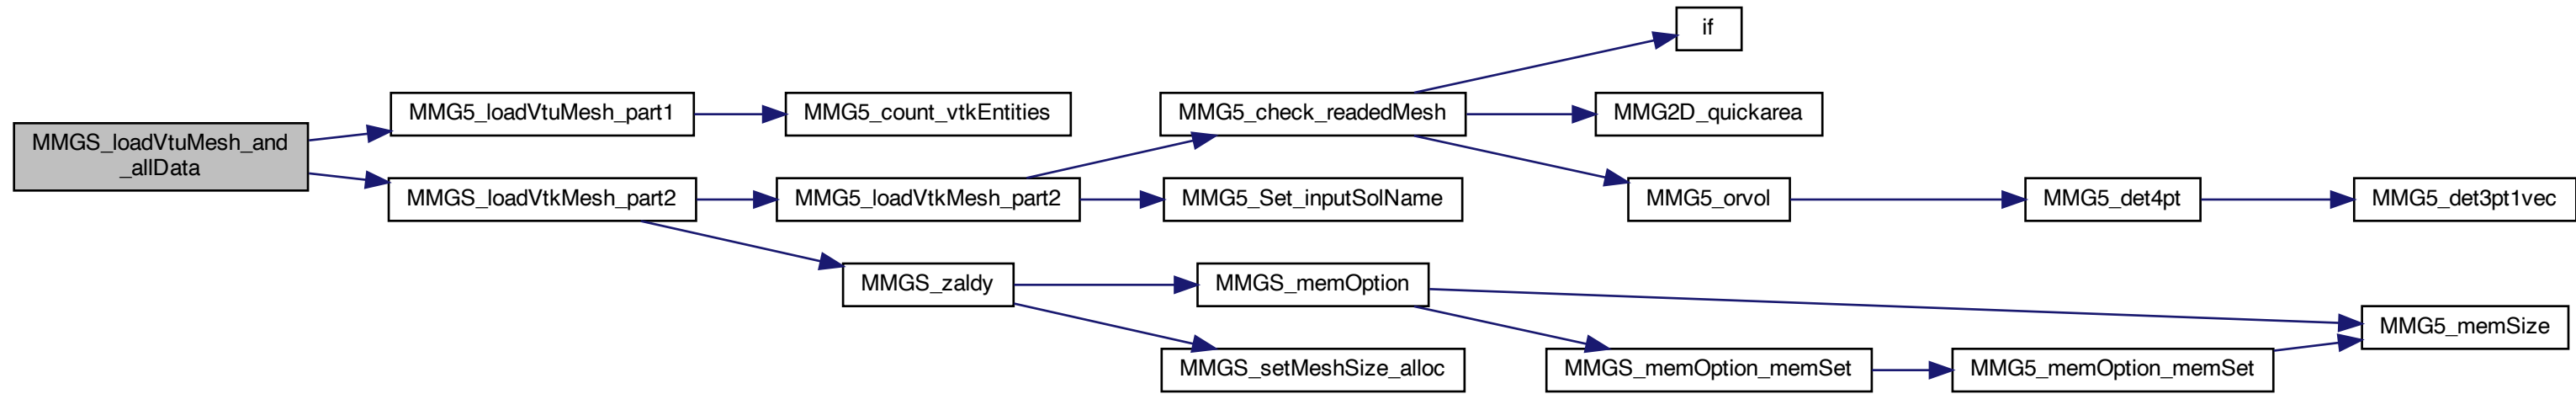 if
MMG5_loadVtuMesh_part1
MMG5_count_vtkEntities
MMG5_check_readedMesh
MMG2D_quickarea
MMGS_loadVtuMesh_and
_allData
MMGS_loadVtkMesh_part2
MMG5_loadVtkMesh_part2
MMG5_Set_inputSolName
MMG5_orvol
MMG5_det4pt
MMG5_det3pt1vec
MMGS_zaldy
MMGS_memOption
MMG5_memSize
MMGS_setMeshSize_alloc
MMGS_memOption_memSet
MMG5_memOption_memSet